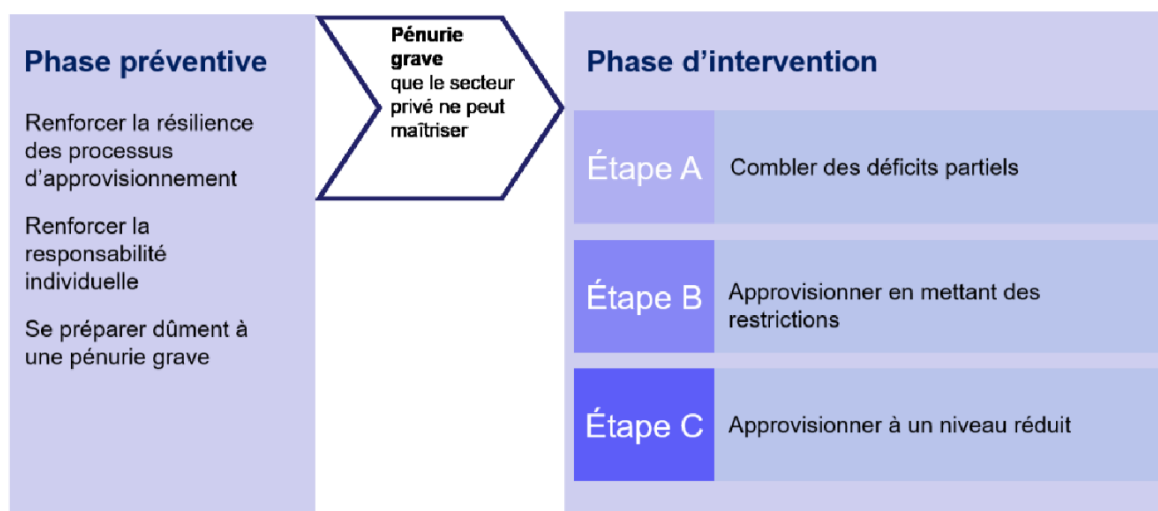 Phase préventive
Renforcer la résilience
des processus
d'approvisionnement
Renforcer la
responsabilité
individuelle
Se préparer dûment à
une pénurie grave
Pénurie
grave
que le secteur
privé ne peut
maîtriser
Phase d'intervention
Étape A
Combler des déficits partiels
Étape B
Approvisionner en mettant des
restrictions
Étape C
Approvisionner à un niveau réduit